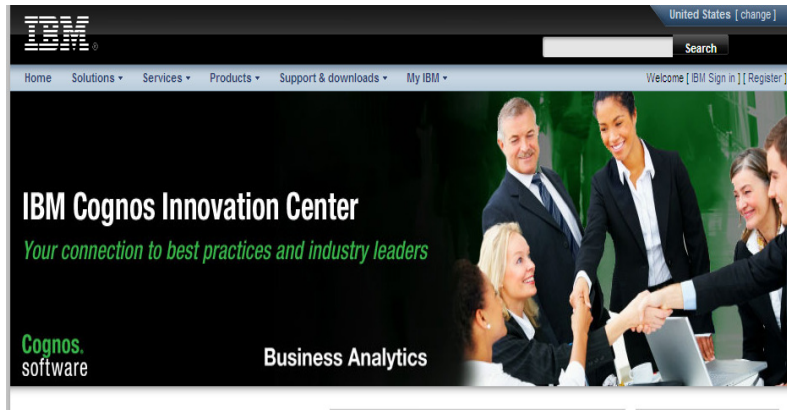 United States [ change ]
IBM®
Search
Home Solutions Services Products Support & downloads My IBM Welcome [ IBM Sign in ] [ Register ]
IBM Cognos Innovation Center
Your connection to best practices and industry leaders
Cognos.
software
Business Analytics